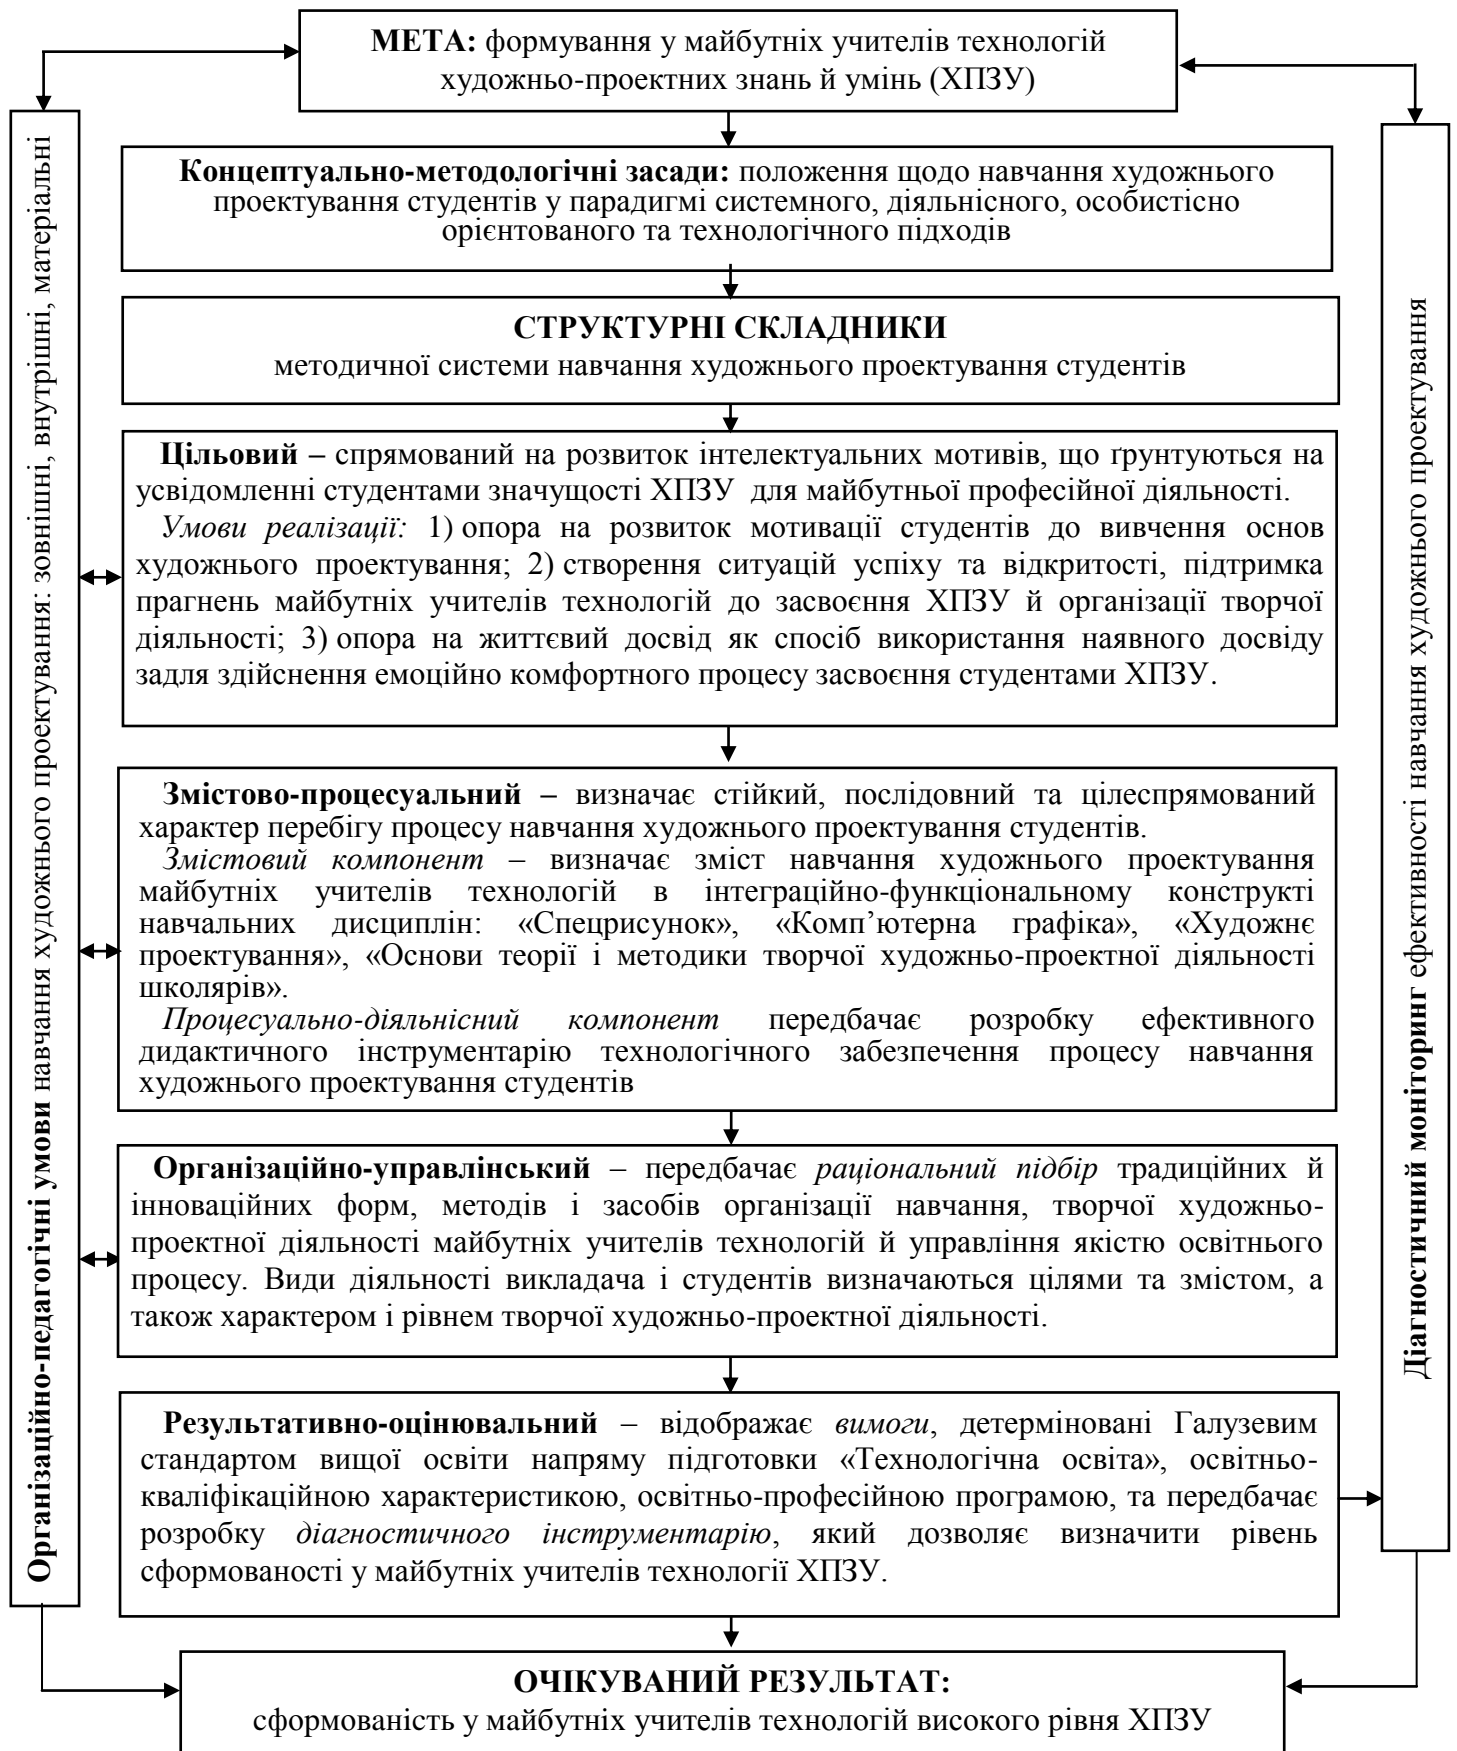 МЕТА: формування у майбутніх учителів технологій
художньо-проектних знань й умінь (ХПЗУ)
Концептуально-методологічні засади: положення щодо навчання художнього
проектування студентів у парадигмі системного, діяльнісного, особистісно
орієнтованого та технологічного підходів
СТРУКТУРНІ СКЛАДНИКИ
методичної системи навчання художнього проектування студентів
Цільовий – спрямований на розвиток інтелектуальних мотивів, що ґрунтуються на
усвідомленні студентами значущості ХПЗУ для майбутньої професійної діяльності.
Умови реалізації: 1) опора на розвиток мотивації студентів до вивчення основ
художнього проектування; 2) створення ситуацій успіху та відкритості, підтримка
прагнень майбутніх учителів технологій до засвоєння ХПЗУ й організації творчої
діяльності; 3) опора на життєвий досвід як спосіб використання наявного досвіду
задля здійснення емоційно комфортного процесу засвоєння студентами ХПЗУ.
Змістово-процесуальний – визначає стійкий, послідовний та цілеспрямований
характер перебігу процесу навчання художнього проектування студентів.
Змістовий компонент – визначає зміст навчання художнього проектування
майбутніх учителів технологій в інтеграційно-функціональному конструкті
навчальних дисциплін: «Спецрисунок», «Комп’ютерна графіка», «Художнє
проектування», «Основи теорії і методики творчої художньо-проектної діяльності
школярів».
Процесуально-діяльнісний компонент передбачає розробку ефективного
дидактичного інструментарію технологічного забезпечення процесу навчання
художнього проектування студентів
Організаційно-управлінський – передбачає раціональний підбір традиційних й
інноваційних форм, методів і засобів організації навчання, творчої художньо-
проектної діяльності майбутніх учителів технологій й управління якістю освітнього
процесу. Види діяльності викладача і студентів визначаються цілями та змістом, а
також характером і рівнем творчої художньо-проектної діяльності.
Результативно-оцінювальний – відображає вимоги, детерміновані Галузевим
стандартом вищої освіти напряму підготовки «Технологічна освіта», освітньо-
кваліфікаційною характеристикою, освітньо-професійною програмою, та передбачає
розробку діагностичного інструментарію, який дозволяє визначити рівень
сформованості у майбутніх учителів технології ХПЗУ.
ОЧІКУВАНИЙ РЕЗУЛЬТАТ:
сформованість у майбутніх учителів технологій високого рівня ХПЗУ
Організаційно-педагогічні умови навчання художнього проектування: зовнішні, внутрішні, матеріальні
Діагностичний моніторинг ефективності навчання художнього проектування